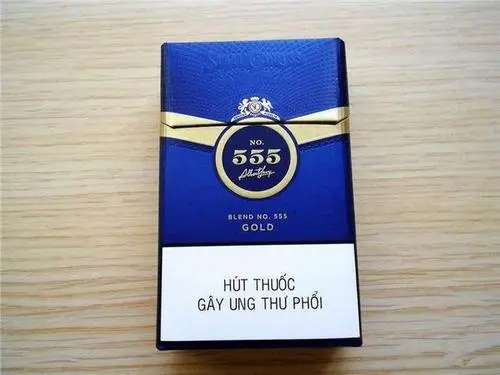 NO.
555
BLEND NO. 555
GOLD
HÚT THUỐC
GÂY UNG THƯ PHỔI